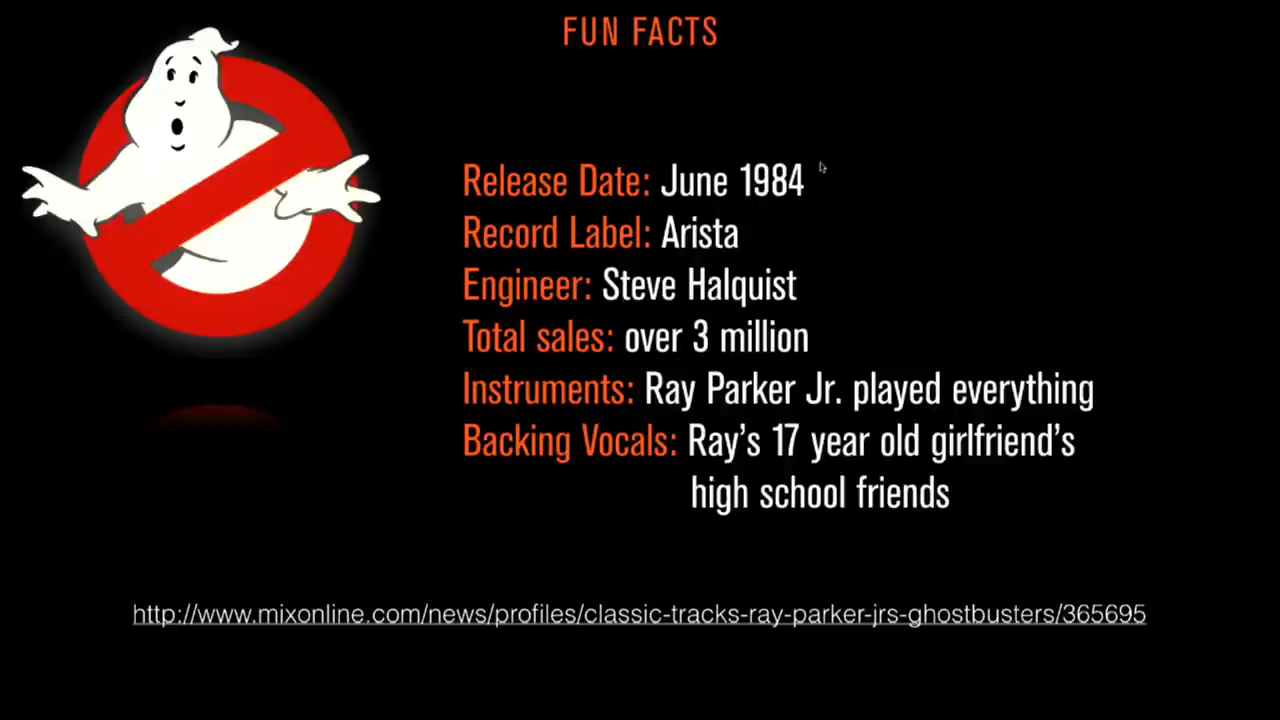 FUN FACTS
Release Date: June 1984
Record Label: Arista
Engineer: Steve Halquist
Total sales: over 3 million
Instruments: Ray Parker Jr. played everything
Backing Vocals: Ray’s 17 year old girlfriend’s
high school friends
http://www.mixonline.com/news/profiles/classic-tracks-ray-parker-jrs-ghostbusters/365695